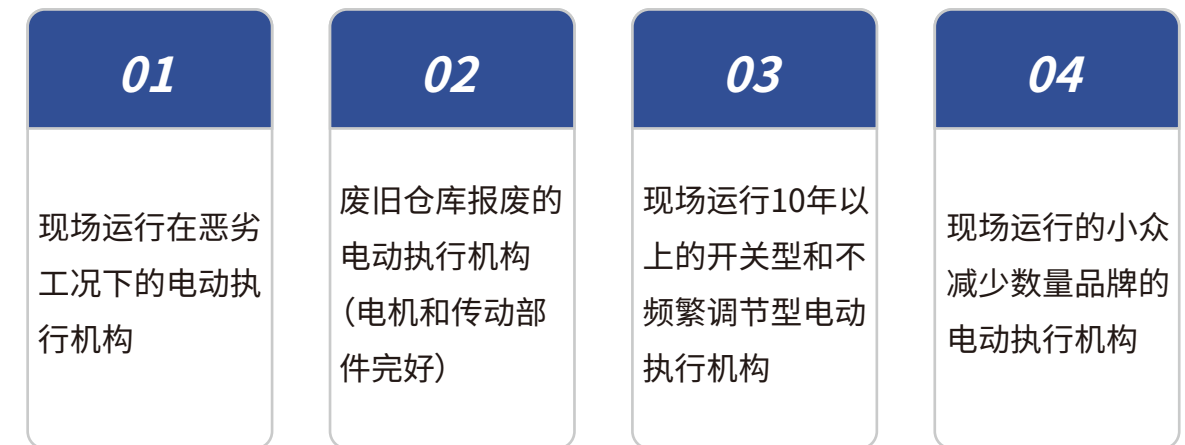 01
现场运行在恶劣
工况下的电动执
行机构
02
废旧仓库报废的
电动执行机构
（电机和传动部
件完好）
03
现场运行10年以
上的开关型和不
频繁调节型电动
执行机构
04
现场运行的小众
减少数量品牌的
电动执行机构